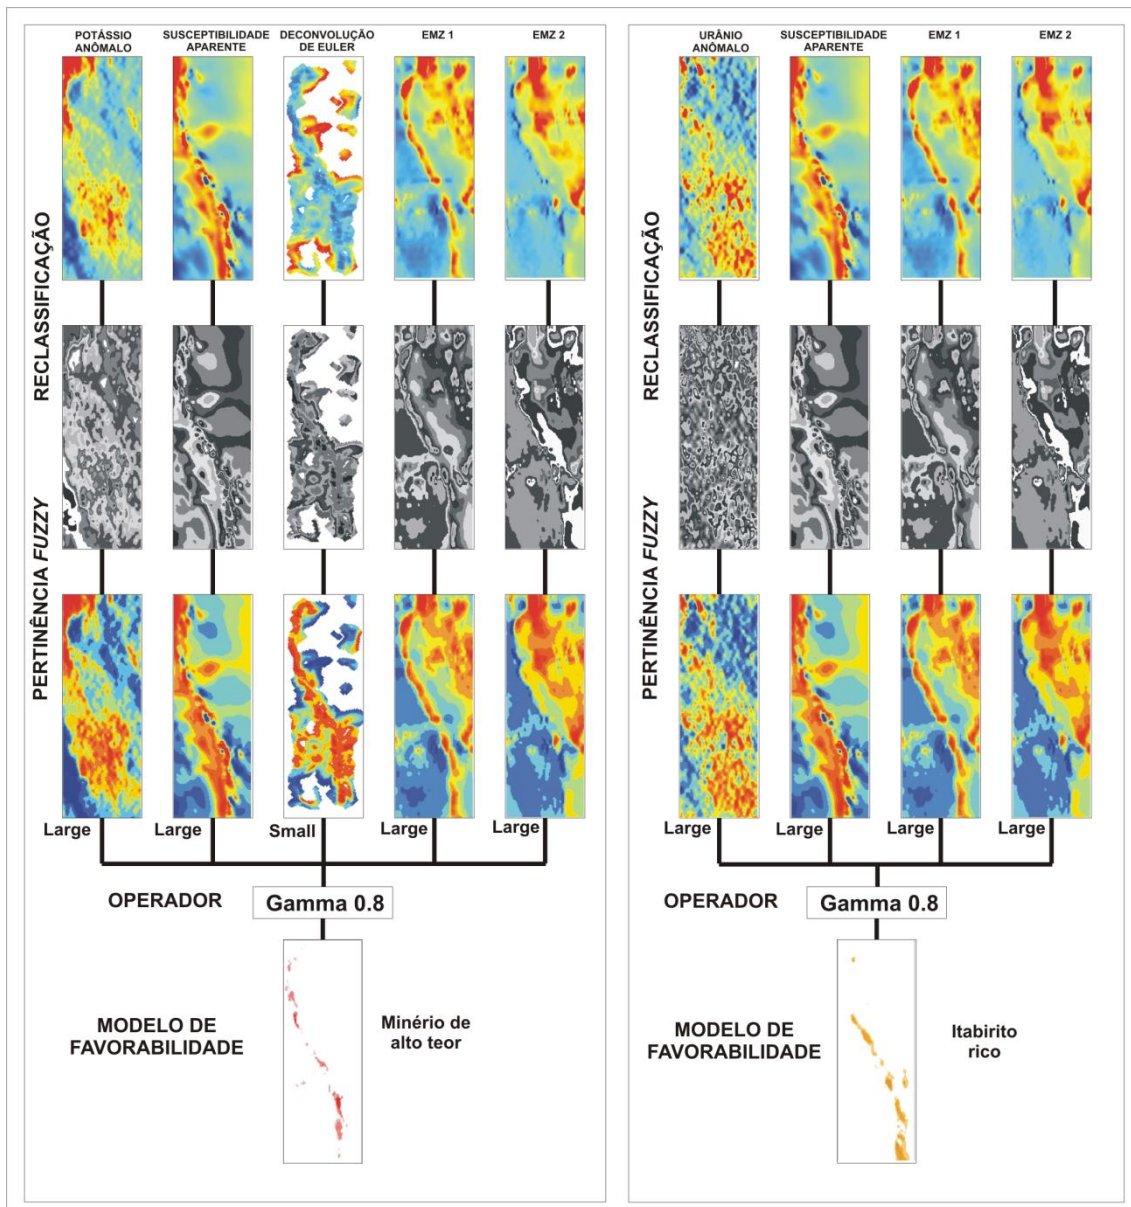 POTÁSSIO
ANÔMALO
SUSCEPTIBILIDADE
APARENTE
DECONVOLUÇÃO
DE EULER
EMZ 1
EMZ 2
RECLASSIFICAÇÃO
PERTINÊNCIA FUZZY
Large
Large
Small
Large
Large
OPERADOR
Gamma 0.8
MODELO DE
FAVORABILIDADE
Minério de
alto teor
URÂNIO
ANÔMALO
SUSCEPTIBILIDADE
APARENTE
EMZ 1
EMZ 2
RECLASSIFICAÇÃO
PERTINÊNCIA FUZZY
Large
Large
Large
Large
OPERADOR
Gamma 0.8
MODELO DE
FAVORABILIDADE
Itabirito
rico